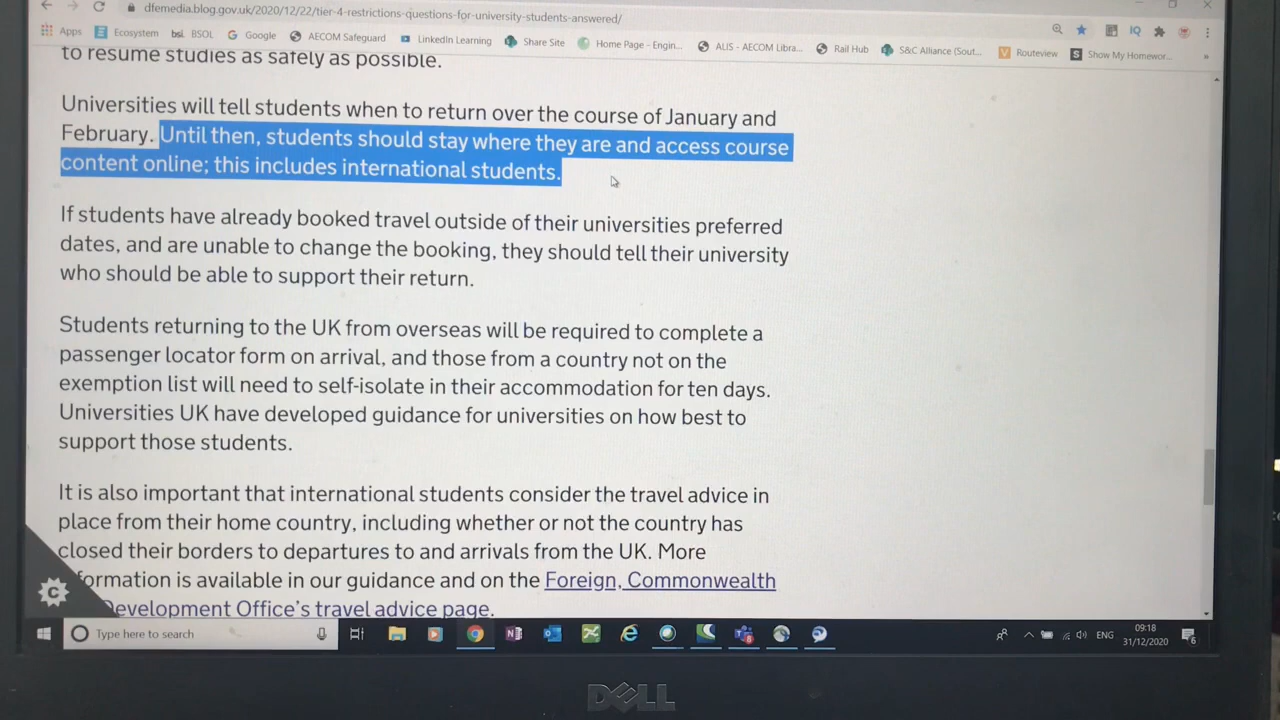 dfemedia.blog.gov.uk/2020/12/22/tier-4-restrictions-questions-for-university-students-answered/
Apps Ecosystem bsi. BSOL Google AECOM Safeguard LinkedIn Learning Share Site Home Page - Engin... ALIS - AECOM Libra... Rail Hub S&C Alliance (Sout... Routeview S Show My Homewor... »
to resume studies as safely as possible.
Universities will tell students when to return over the course of January and
February. Until then, students should stay where they are and access course
content online; this includes international students.
If students have already booked travel outside of their universities preferred
dates, and are unable to change the booking, they should tell their university
who should be able to support their return.
Students returning to the UK from overseas will be required to complete a
passenger locator form on arrival, and those from a country not on the
exemption list will need to self-isolate in their accommodation for ten days.
Universities UK have developed guidance for universities on how best to
support those students.
It is also important that international students consider the travel advice in
place from their home country, including whether or not the country has
closed their borders to departures to and arrivals from the UK. More
formation is available in our guidance and on the Foreign, Commonwealth
Development Office's travel advice page.
C
Type here to search
ENG
09:18
31/12/2020
6
DELL